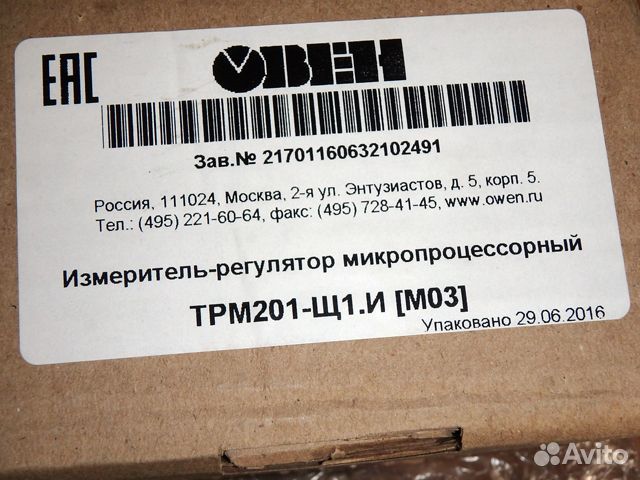 EAC
ОВЕН
Зав.№ 21701160632102491
Россия, 111024, Москва, 2-я ул. Энтузиастов, д. 5, корп. 5.
Тел.: (495) 221-60-64, факс: (495) 728-41-45, www.owen.ru
Измеритель-регулятор микропроцессорный
ТРМ201-Щ1.И [М03]
Упаковано 29.06.2016
Avito